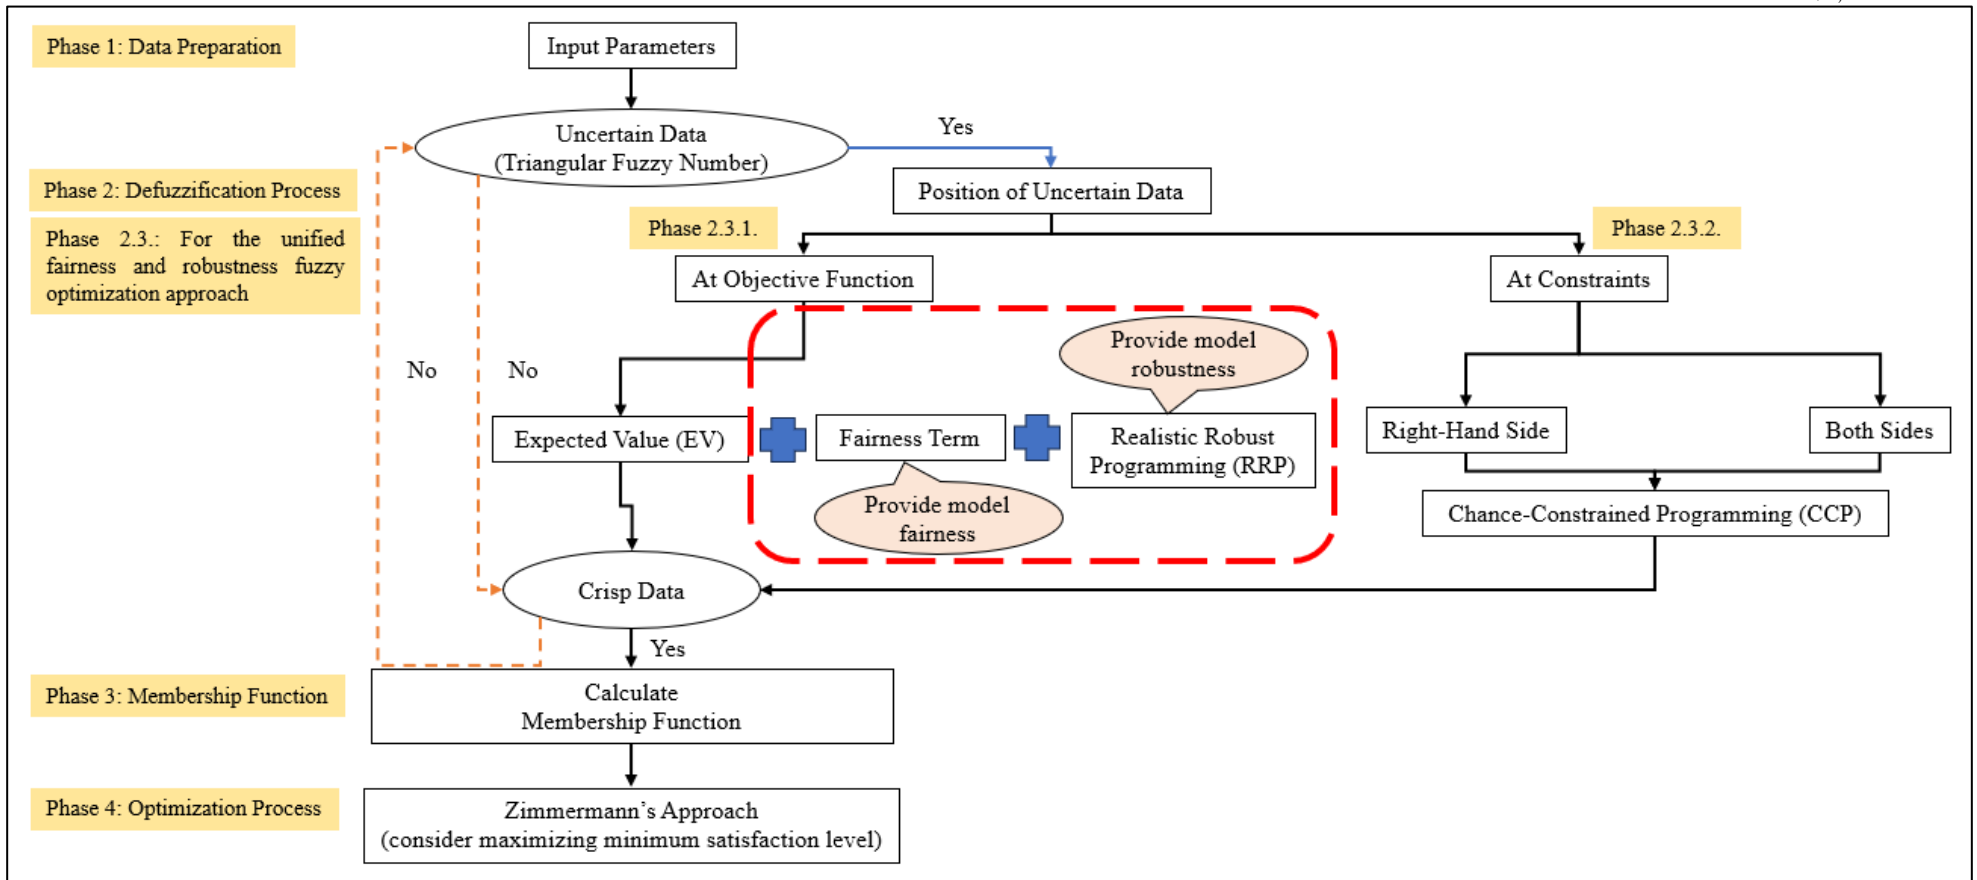 Phase 1: Data Preparation
Input Parameters
Uncertain Data
(Triangular Fuzzy Number)
Yes
Phase 2: Defuzzification Process
Position of Uncertain Data
Phase 2.3.: For the unified
fairness and robustness fuzzy
optimization approach
Phase 2.3.1.
Phase 2.3.2.
At Objective Function
At Constraints
No
No
Provide model
robustness
Expected Value (EV)
Fairness Term
Realistic Robust
Programming (RRP)
Right-Hand Side
Both Sides
Provide model
fairness
Chance-Constrained Programming (CCP)
Crisp Data
Yes
Phase 3: Membership Function
Calculate
Membership Function
Phase 4: Optimization Process
Zimmermann’s Approach
(consider maximizing minimum satisfaction level)